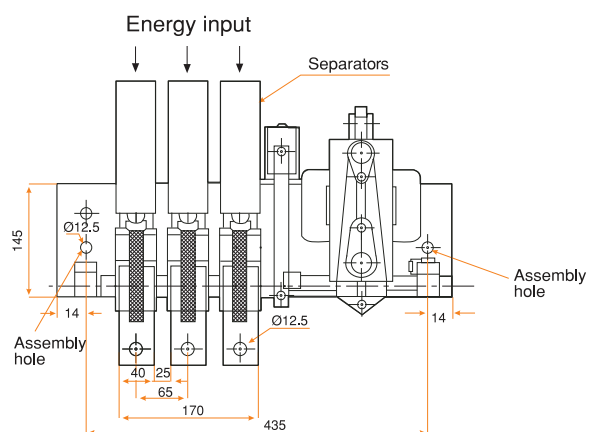 Energy input
Separators
Ø12.5
145
Assembly
hole
14
14
Ø12.5
Assembly
hole
40
25
65
170
435